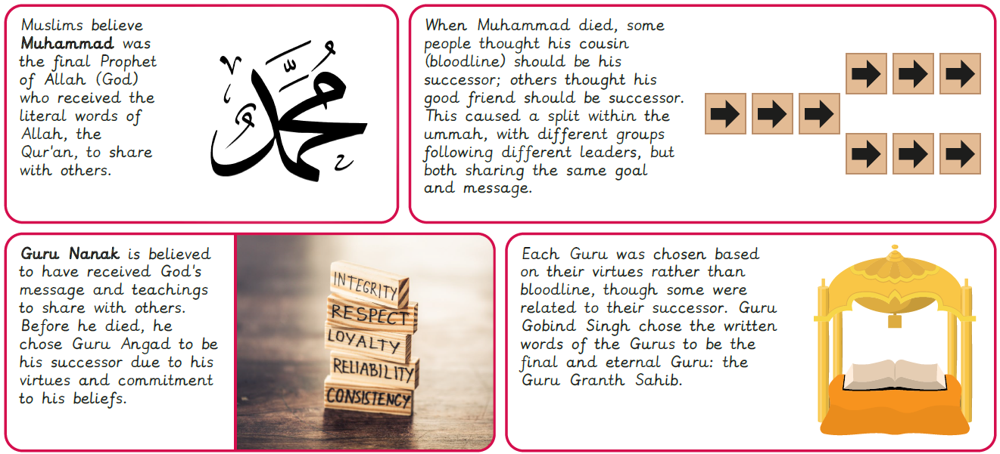 Muslims believe
Muhammad was
the final Prophet
of Allah (God)
who received the
literal words of
Allah, the
Qur'an, to share
with others.
محمد
When Muhammad died, some
people thought his cousin
(bloodline) should be his
successor; others thought his
good friend should be successor.
This caused a split within the
ummah, with different groups
following different leaders, but
both sharing the same goal
and message.
Guru Nanak is believed
to have received God's
message and teachings
to share with others.
Before he died, he
chose Guru Angad to be
his successor due to his
virtues and commitment
to his beliefs.
INTEGRITY
RESPECT
LOYALTY
RELIABILITY
CONSISTENCY
Each Guru was chosen based
on their virtues rather than
bloodline, though some were
related to their successor. Guru
Gobind Singh chose the written
words of the Gurus to be the
final and eternal Guru: the
Guru Granth Sahib.